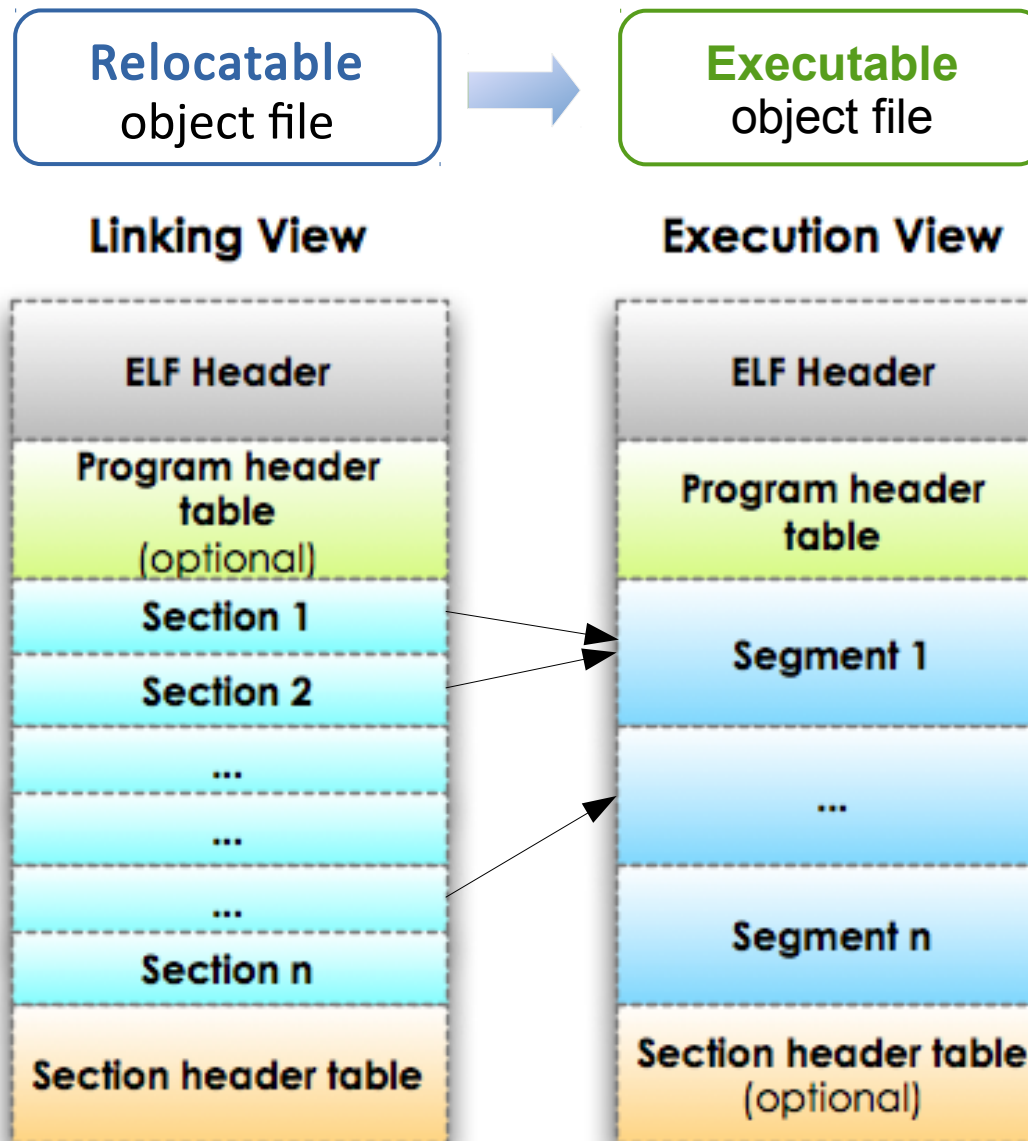 Relocatable
object file
Executable
object file
Linking View
Execution View
ELF Header
Program header
table
(optional)
Section 1
Section 2
...
...
...
Section n
Section header table
ELF Header
Program header
table
Segment 1
...
Segment n
Section header table
(optional)